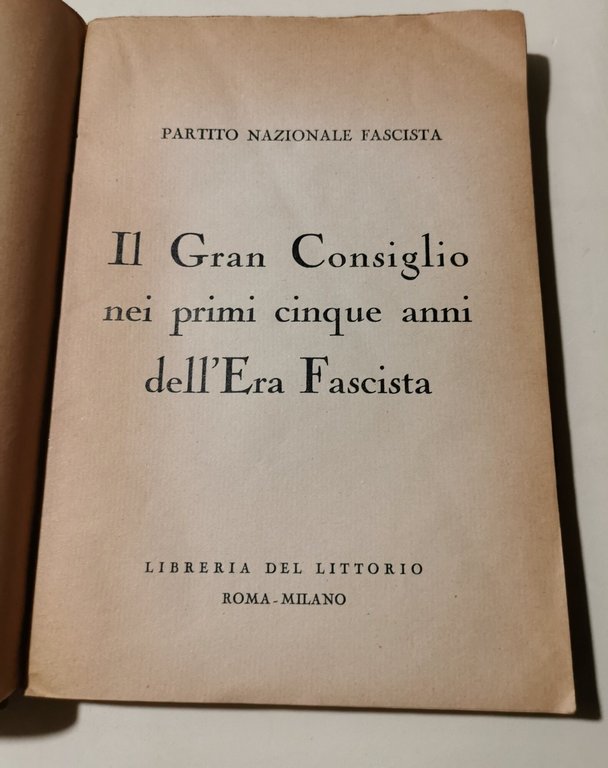 PARTITO NAZIONALE FASCISTA
Il Gran Consiglio
nei primi cinque anni
dell'Era Fascista
LIBRERIA DEL LITTORIO
ROMA - MILANO